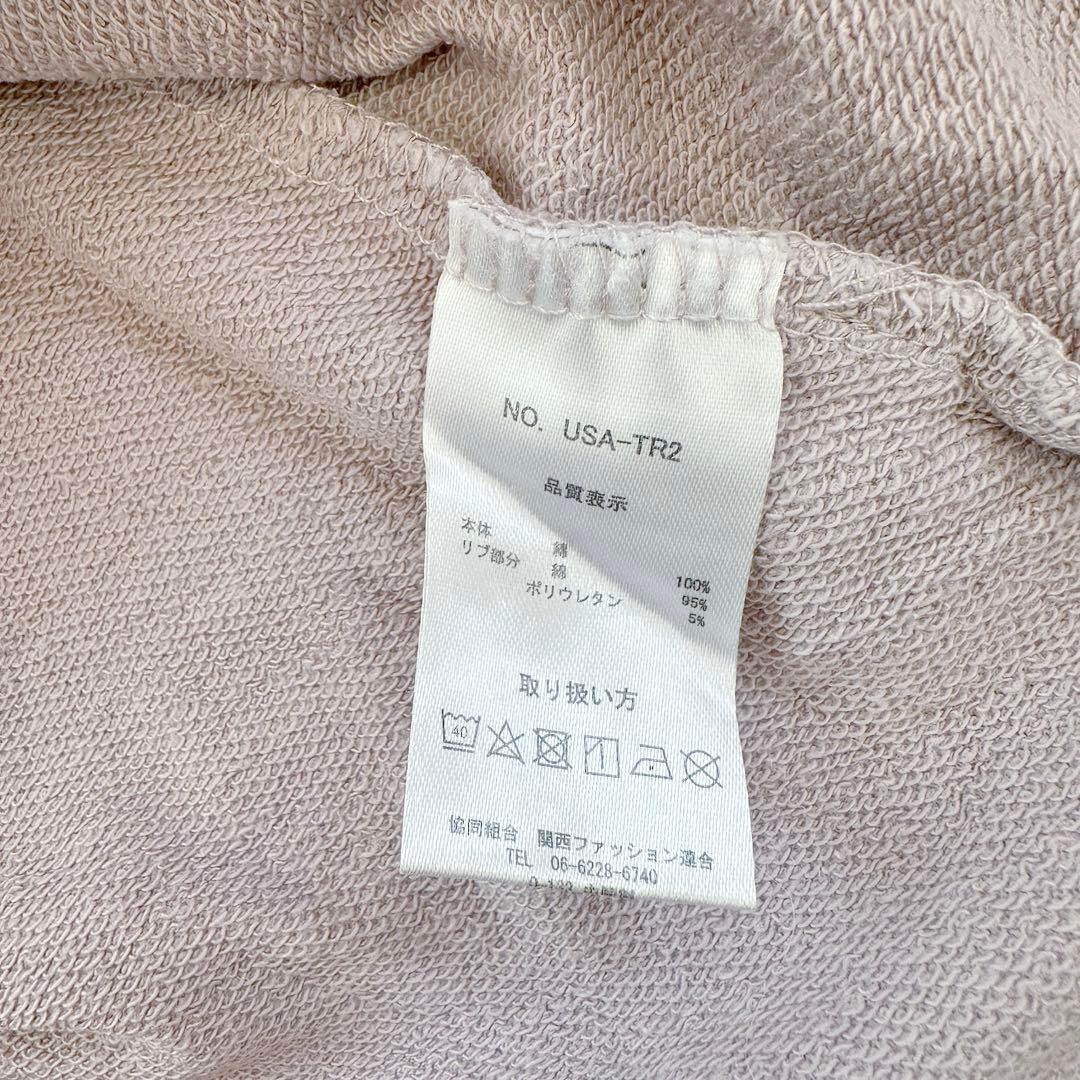 NO. USA-TR2
品質表示
本体 綿 100%
リブ部分 綿 95%
ポリウレタン 5%
取り扱い方
40
協同組合 関西ファッション連合
TEL 06-6228-6740